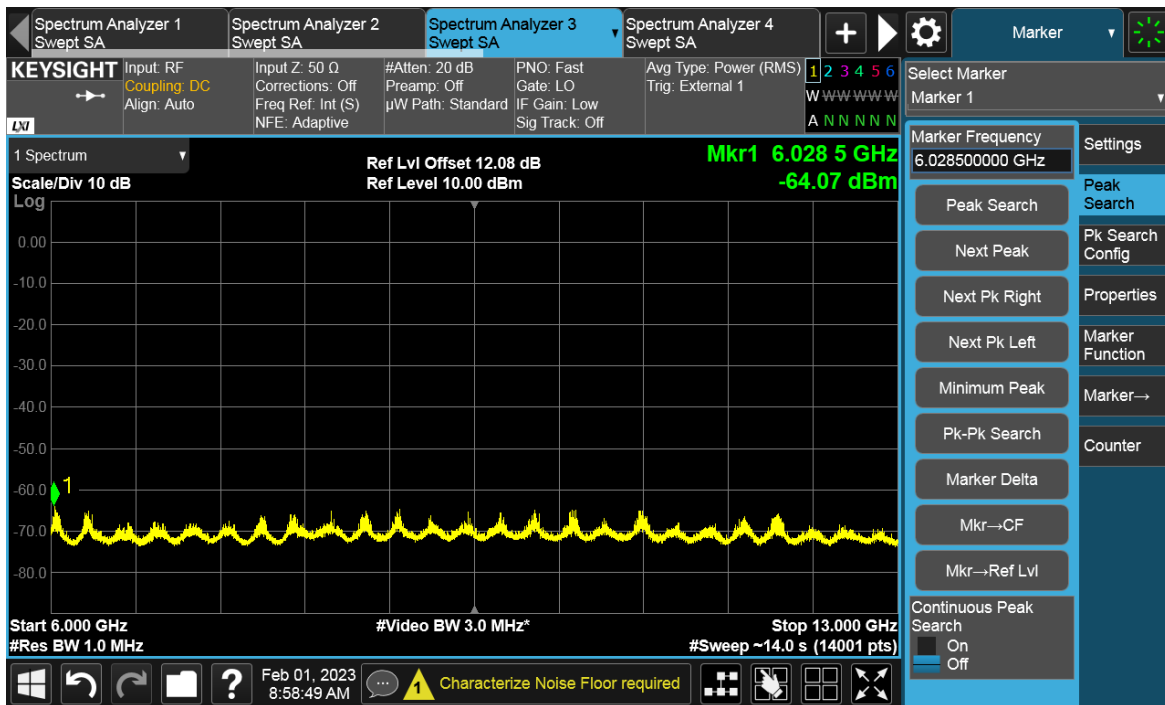 Spectrum Analyzer 1
Swept SA
Spectrum Analyzer 2
Swept SA
Spectrum Analyzer 3
Swept SA
Spectrum Analyzer 4
Swept SA
Marker
KEYSIGHT
LXI
Input: RF
Coupling: DC
Align: Auto
Input Z: 50 Ω
Corrections: Off
Freq Ref: Int (S)
NFE: Adaptive
#Atten: 20 dB
Preamp: Off
µW Path: Standard
PNO: Fast
Gate: LO
IF Gain: Low
Sig Track: Off
Avg Type: Power (RMS)
Trig: External 1
1 2 3 4 5 6
W W W W W W
A N N N N N
Select Marker
Marker 1
1 Spectrum
Scale/Div 10 dB
Log
Ref Lvl Offset 12.08 dB
Ref Level 10.00 dBm
Mkr1 6.028 5 GHz
-64.07 dBm
0.00
-10.0
-20.0
-30.0
-40.0
-50.0
-60.0
-70.0
-80.0
1
Start 6.000 GHz
#Res BW 1.0 MHz
#Video BW 3.0 MHz*
Stop 13.000 GHz
#Sweep ~14.0 s (14001 pts)
Marker Frequency
6.028500000 GHz
Peak Search
Next Peak
Next Pk Right
Next Pk Left
Minimum Peak
Pk-Pk Search
Marker Delta
Mkr→CF
Mkr→Ref Lvl
Continuous Peak
Search
On
Off
Settings
Peak
Search
Pk Search
Config
Properties
Marker
Function
Marker→
Counter
?
Feb 01, 2023
8:58:49 AM
1
Characterize Noise Floor required